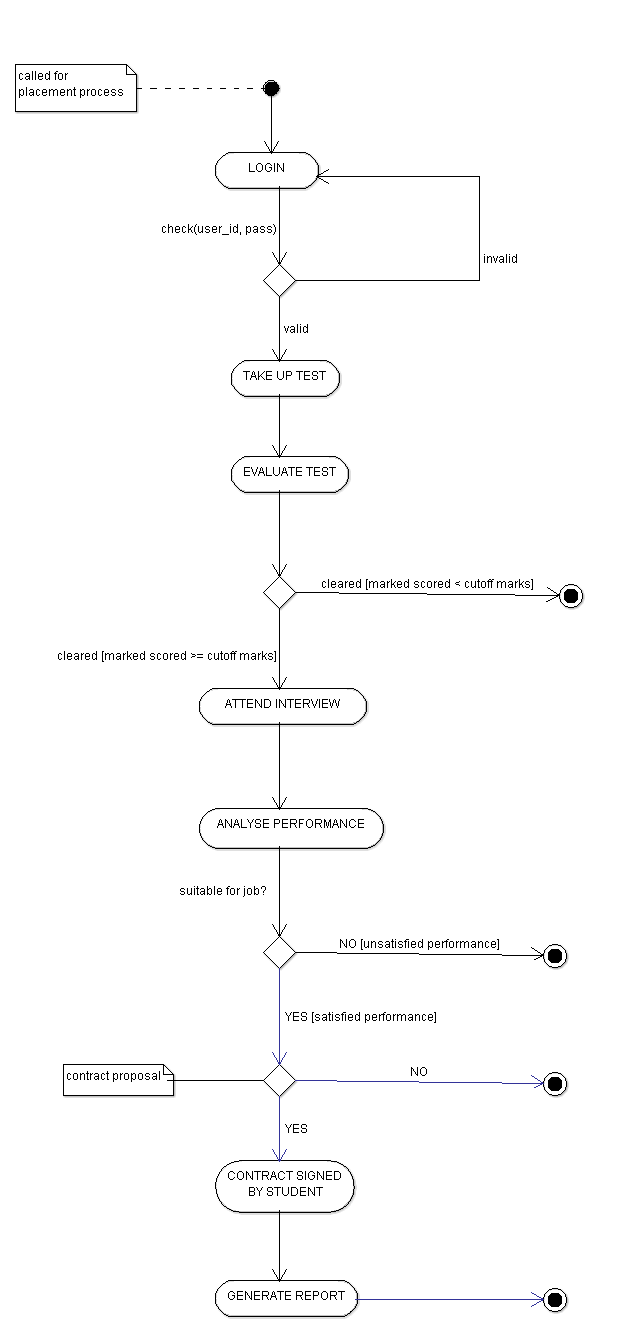 called for
placement process
LOGIN
check(user_id, pass)
invalid
valid
TAKE UP TEST
EVALUATE TEST
cleared [marked scored < cutoff marks]
cleared [marked scored >= cutoff marks]
ATTEND INTERVIEW
ANALYSE PERFORMANCE
suitable for job?
NO [unsatisfied performance]
YES [satisfied performance]
contract proposal
NO
YES
CONTRACT SIGNED
BY STUDENT
GENERATE REPORT